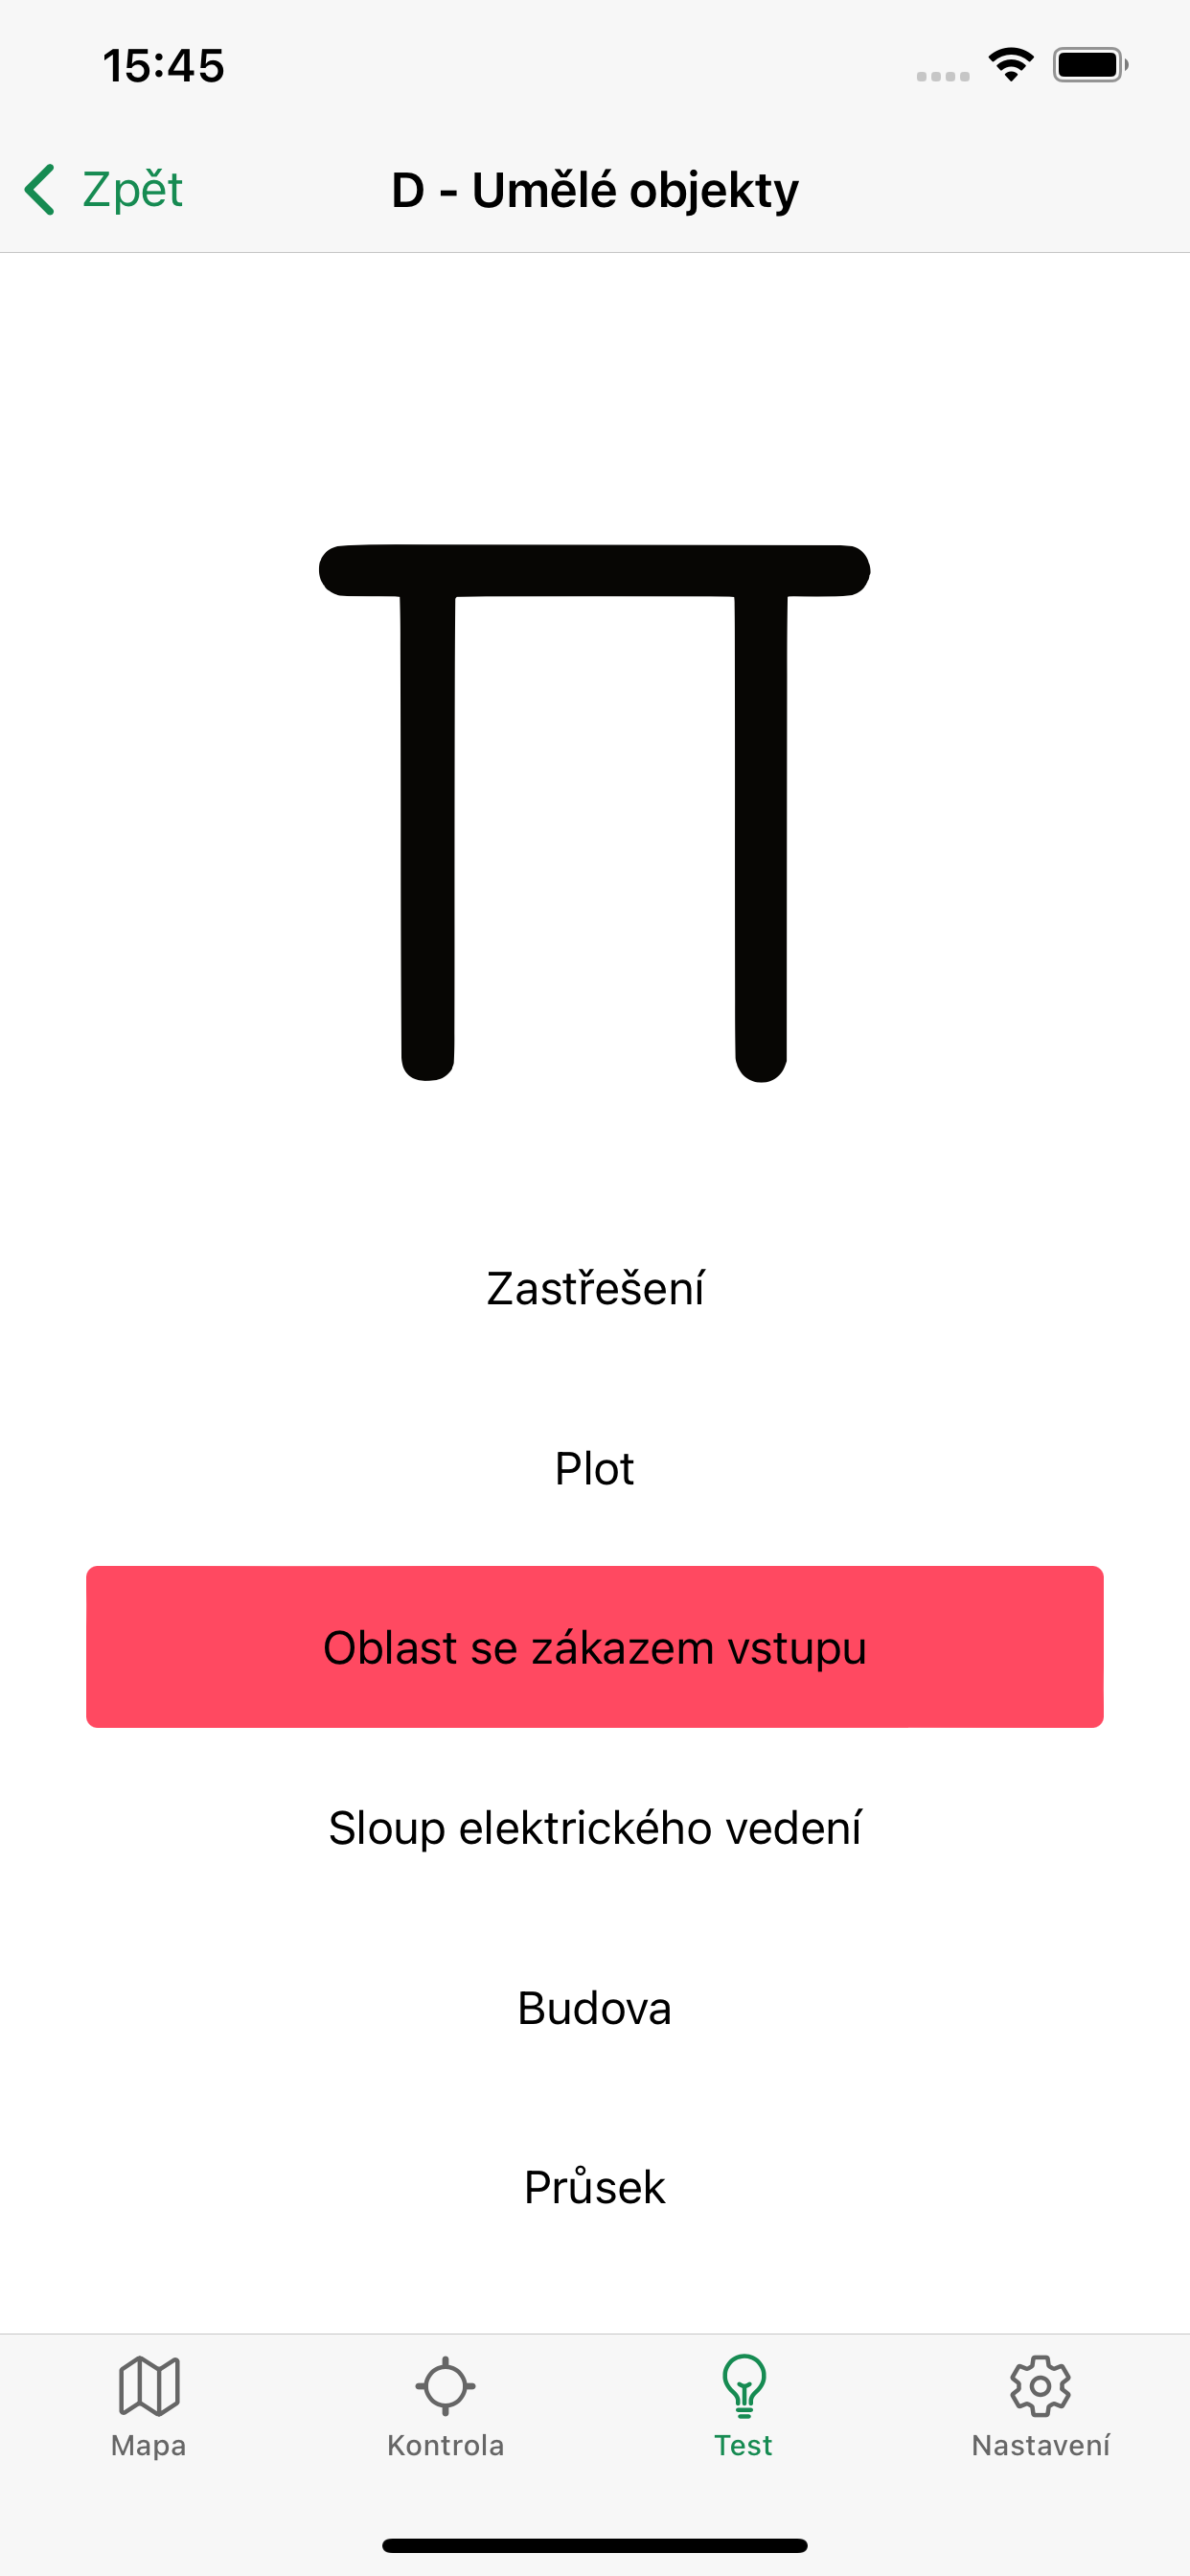 15:45
Zpět
D - Umělé objekty
Zastřešení
Plot
Oblast se zákazem vstupu
Sloup elektrického vedení
Budova
Průsek
Mapa
Kontrola
Test
Nastavení